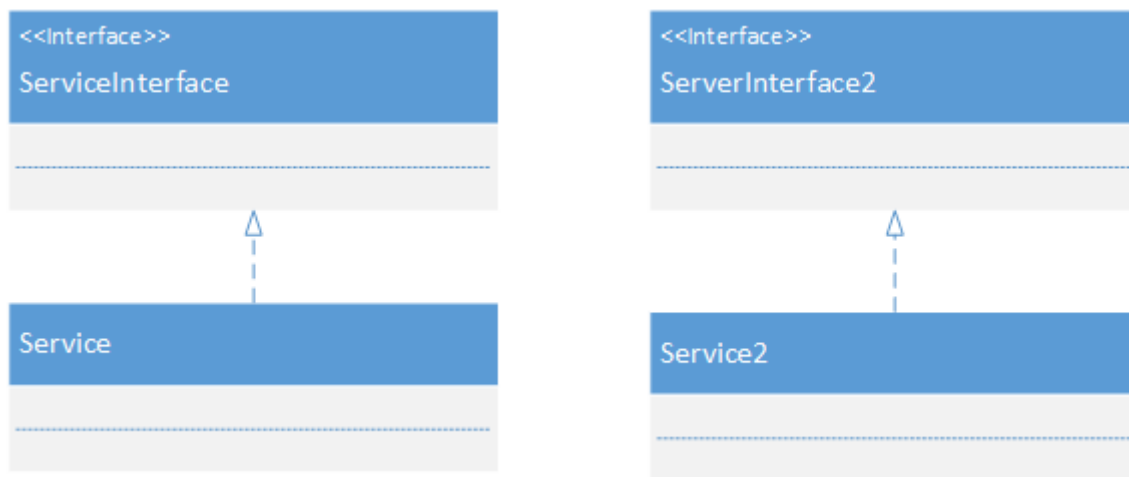 <<Interface>>
ServiceInterface
<<Interface>>
ServerInterface2
Service
Service2